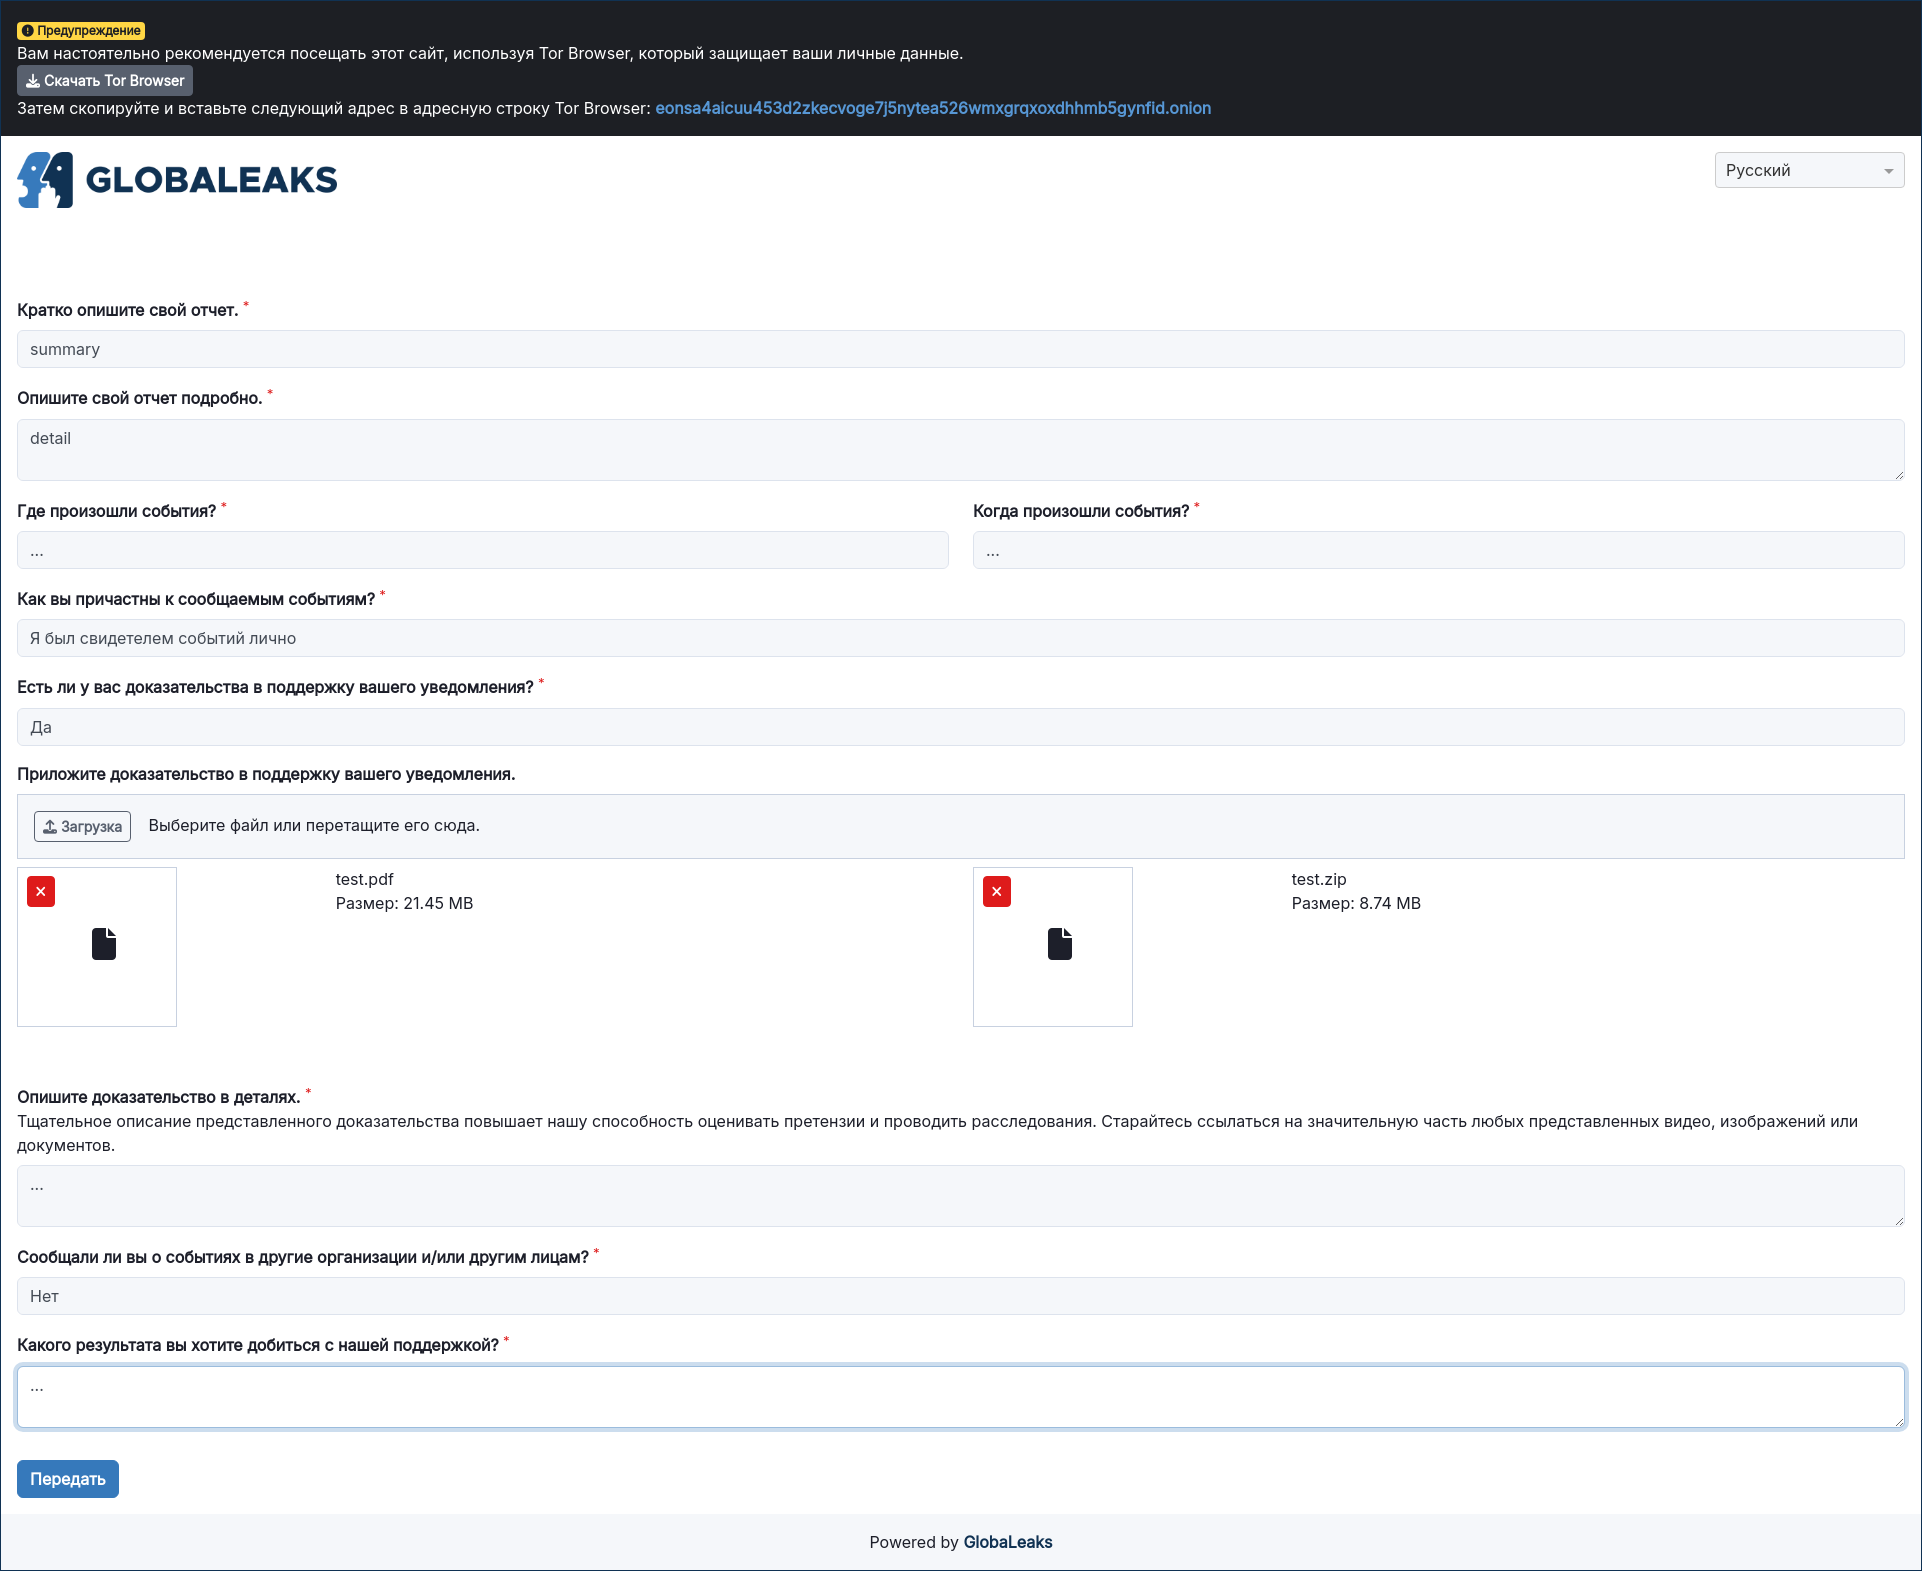 Предупреждение
Вам настоятельно рекомендуется посещать этот сайт, используя Tor Browser, который защищает ваши личные данные.
Скачать Tor Browser
Затем скопируйте и вставьте следующий адрес в адресную строку Tor Browser: eonsa4aicuu453d2zkecvoge7j5nytea526wmxgrqxoxdhhmb5gynfid.onion
GLOBALEAKS
Русский
Кратко опишите свой отчет. *
summary
Опишите свой отчет подробно. *
detail
Где произошли события? *
Когда произошли события? *
...
...
Как вы причастны к сообщаемым событиям? *
Я был свидетелем событий лично
Есть ли у вас доказательства в поддержку вашего уведомления? *
Да
Приложите доказательство в поддержку вашего уведомления.
Загрузка
Выберите файл или перетащите его сюда.
test.pdf
Размер: 21.45 MB
test.zip
Размер: 8.74 MB
Опишите доказательство в деталях. *
Тщательное описание представленного доказательства повышает нашу способность оценивать претензии и проводить расследования. Старайтесь ссылаться на значительную часть любых представленных видео, изображений или
документов.
...
Сообщали ли вы о событиях в другие организации и/или другим лицам? *
Нет
Какого результата вы хотите добиться с нашей поддержкой? *
...
Передать
Powered by GlobaLeaks